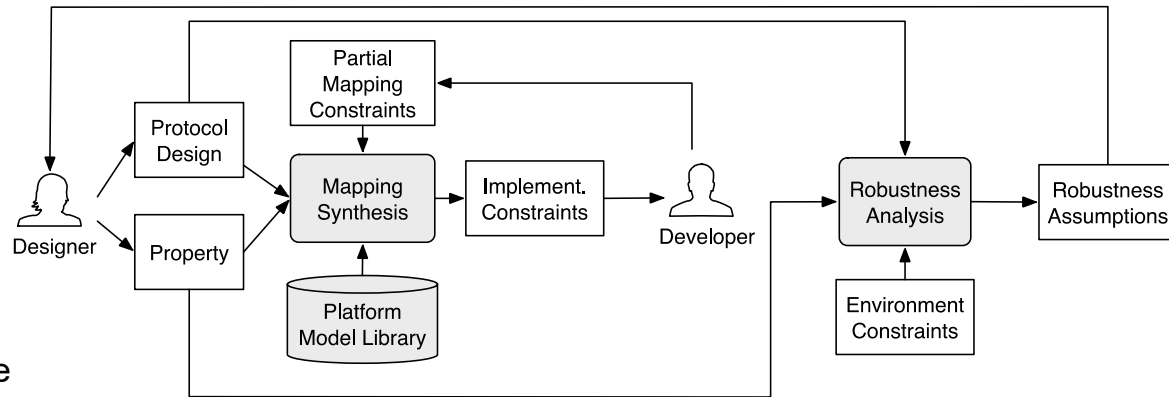 Partial
Mapping
Constraints
Protocol
Design
Mapping
Synthesis
Implement.
Constraints
Robustness
Analysis
Robustness
Assumptions
Designer
Property
Developer
Platform
Model Library
Environment
Constraints
e